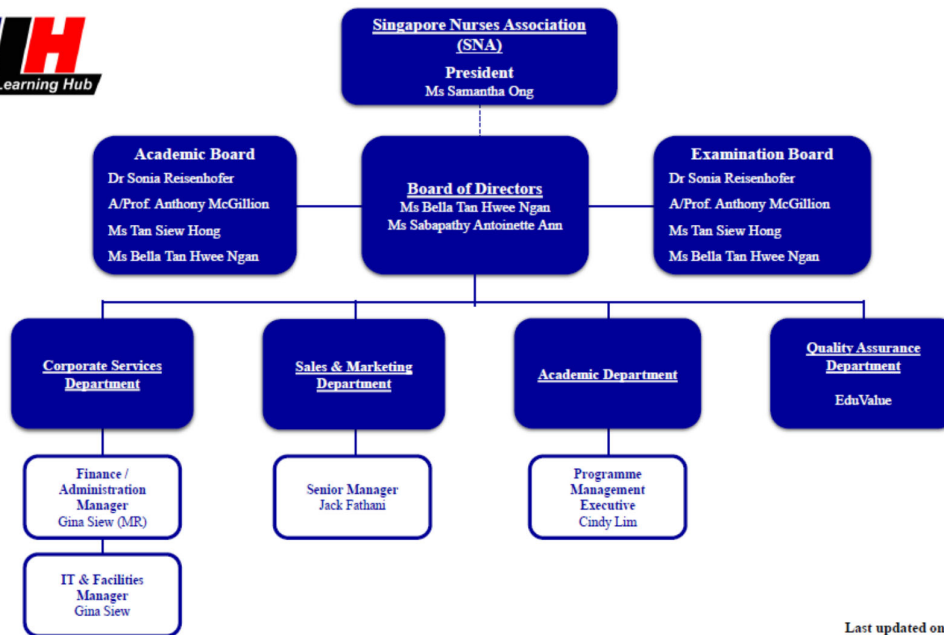 H
Learning Hub
Singapore Nurses Association
(SNA)
President
Ms Samantha Ong
Academic Board
Dr Sonia Reisenhofer
A/Prof. Anthony McGillion
Ms Tan Siew Hong
Ms Bella Tan Hwee Ngan
Board of Directors
Ms Bella Tan Hwee Ngan
Ms Sabapathy Antoinette Ann
Examination Board
Dr Sonia Reisenhofer
A/Prof. Anthony McGillion
Ms Tan Siew Hong
Ms Bella Tan Hwee Ngan
Corporate Services
Department
Sales & Marketing
Department
Academic Department
Quality Assurance
Department
EduValue
Finance /
Administration
Manager
Gina Siew (MR)
Senior Manager
Jack Fathani
Programme
Management
Executive
Cindy Lim
IT & Facilities
Manager
Gina Siew
Last updated on